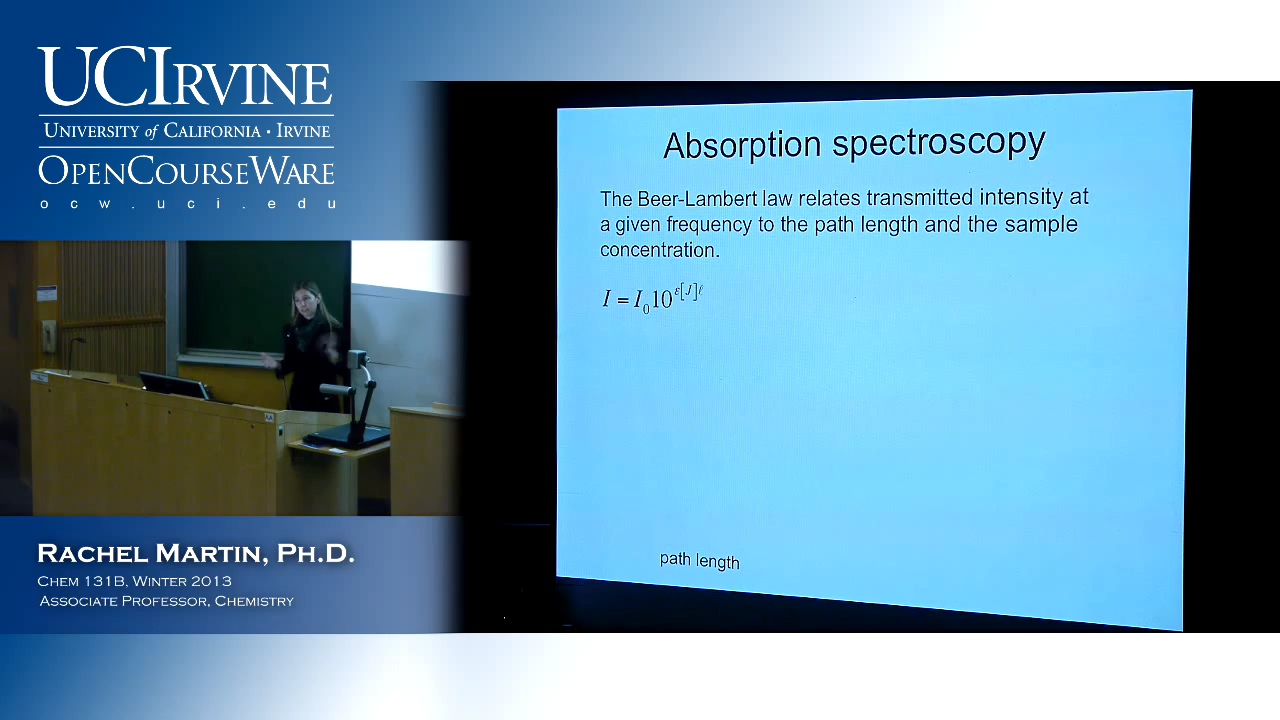 UCIRVINE
UNIVERSITY of CALIFORNIA · IRVINE
OPENCOURSEWARE
ocw.uci.edu
RACHEL MARTIN, PH.D.
CHEM 131B, WINTER 2013
ASSOCIATE PROFESSOR, CHEMISTRY
Absorption spectroscopy
The Beer-Lambert law relates transmitted intensity at
a given frequency to the path length and the sample
concentration.
I = I₀10^ε[J]ℓ
path length